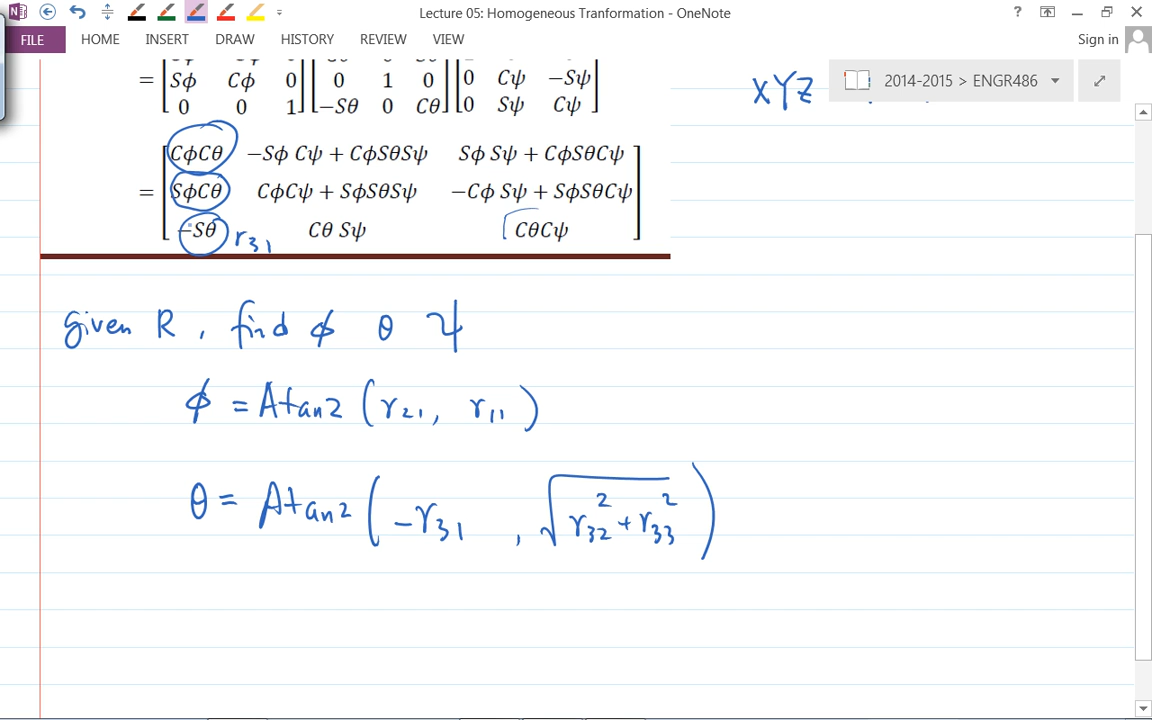 Lecture 05: Homogeneous Tranformation - OneNote
?
FILE HOME INSERT DRAW HISTORY REVIEW VIEW
Sign in
2014-2015 > ENGR486
XYZ
= [Sϕ Cϕ 0] [0 1 0] [0 Cψ −Sψ]
[0 0 1] [−Sθ 0 Cθ] [0 Sψ Cψ]
[CϕCθ −Sϕ Cψ + CϕSθSψ Sϕ Sψ + CϕSθCψ]
= [SϕCθ CϕCψ + SϕSθSψ −Cϕ Sψ + SϕSθCψ]
[−Sθ Cθ Sψ CθCψ]
r31
given R , find ϕ θ ψ
ϕ = Atan2 (r21, r11)
θ = Atan2 (−r31 , √(r32² + r33²))